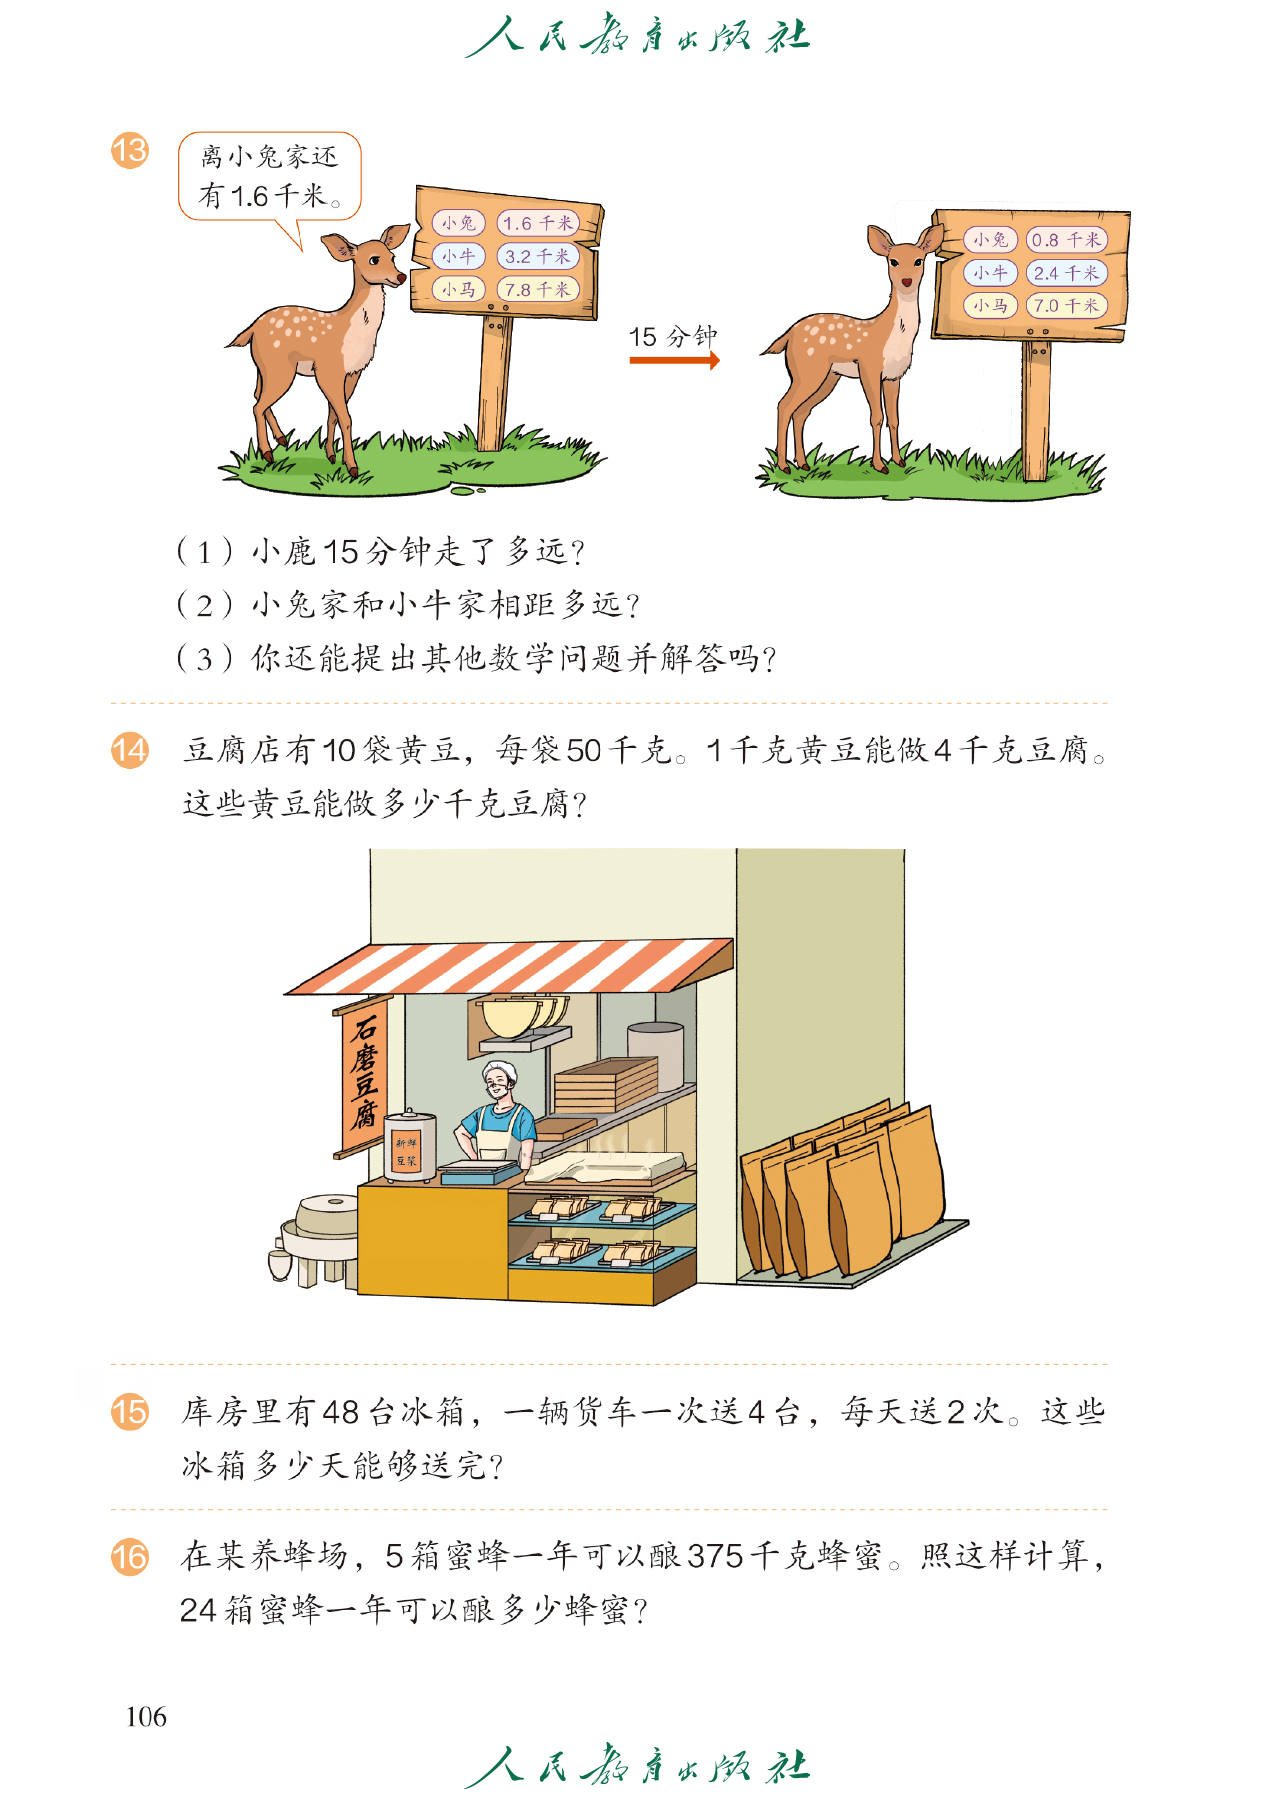 人民教育出版社
13
离小兔家还
有1.6千米。
小兔 1.6 千米
小牛 3.2 千米
小马 7.8 千米
15 分钟
小兔 0.8 千米
小牛 2.4 千米
小马 7.0 千米
（1）小鹿15分钟走了多远？
（2）小兔家和小牛家相距多远？
（3）你还能提出其他数学问题并解答吗？
14 豆腐店有10袋黄豆，每袋50千克。1千克黄豆能做4千克豆腐。
这些黄豆能做多少千克豆腐？
石磨豆腐
新鲜
豆浆
15 库房里有48台冰箱，一辆货车一次送4台，每天送2次。这些
冰箱多少天能够送完？
16 在某养蜂场，5箱蜜蜂一年可以酿375千克蜂蜜。照这样计算，
24箱蜜蜂一年可以酿多少蜂蜜？
106
人民教育出版社